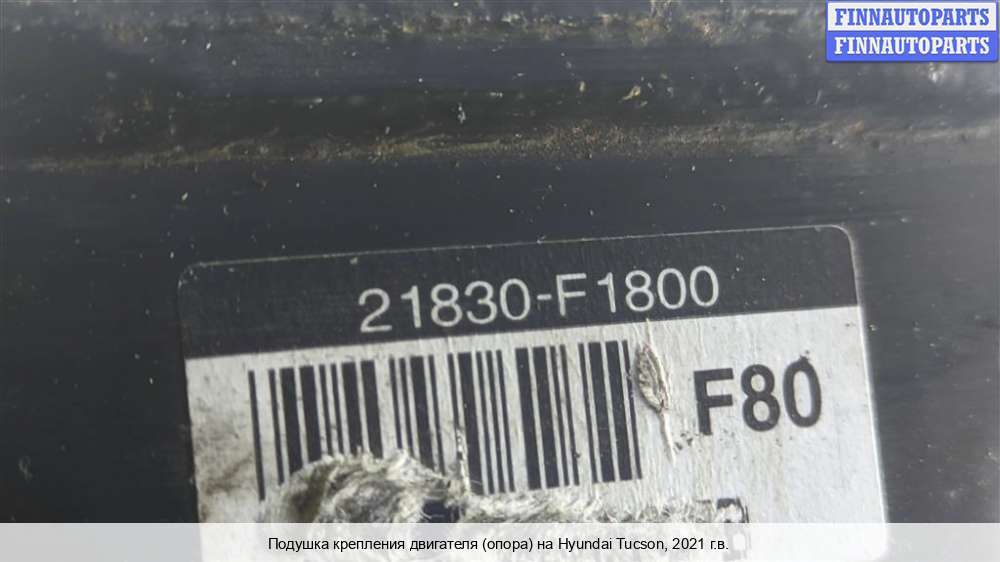 FINNAUTOPARTS
FINNAUTOPARTS
21830-F1800
F80
Подушка крепления двигателя (опора) на Hyundai Tucson, 2021 г.в.